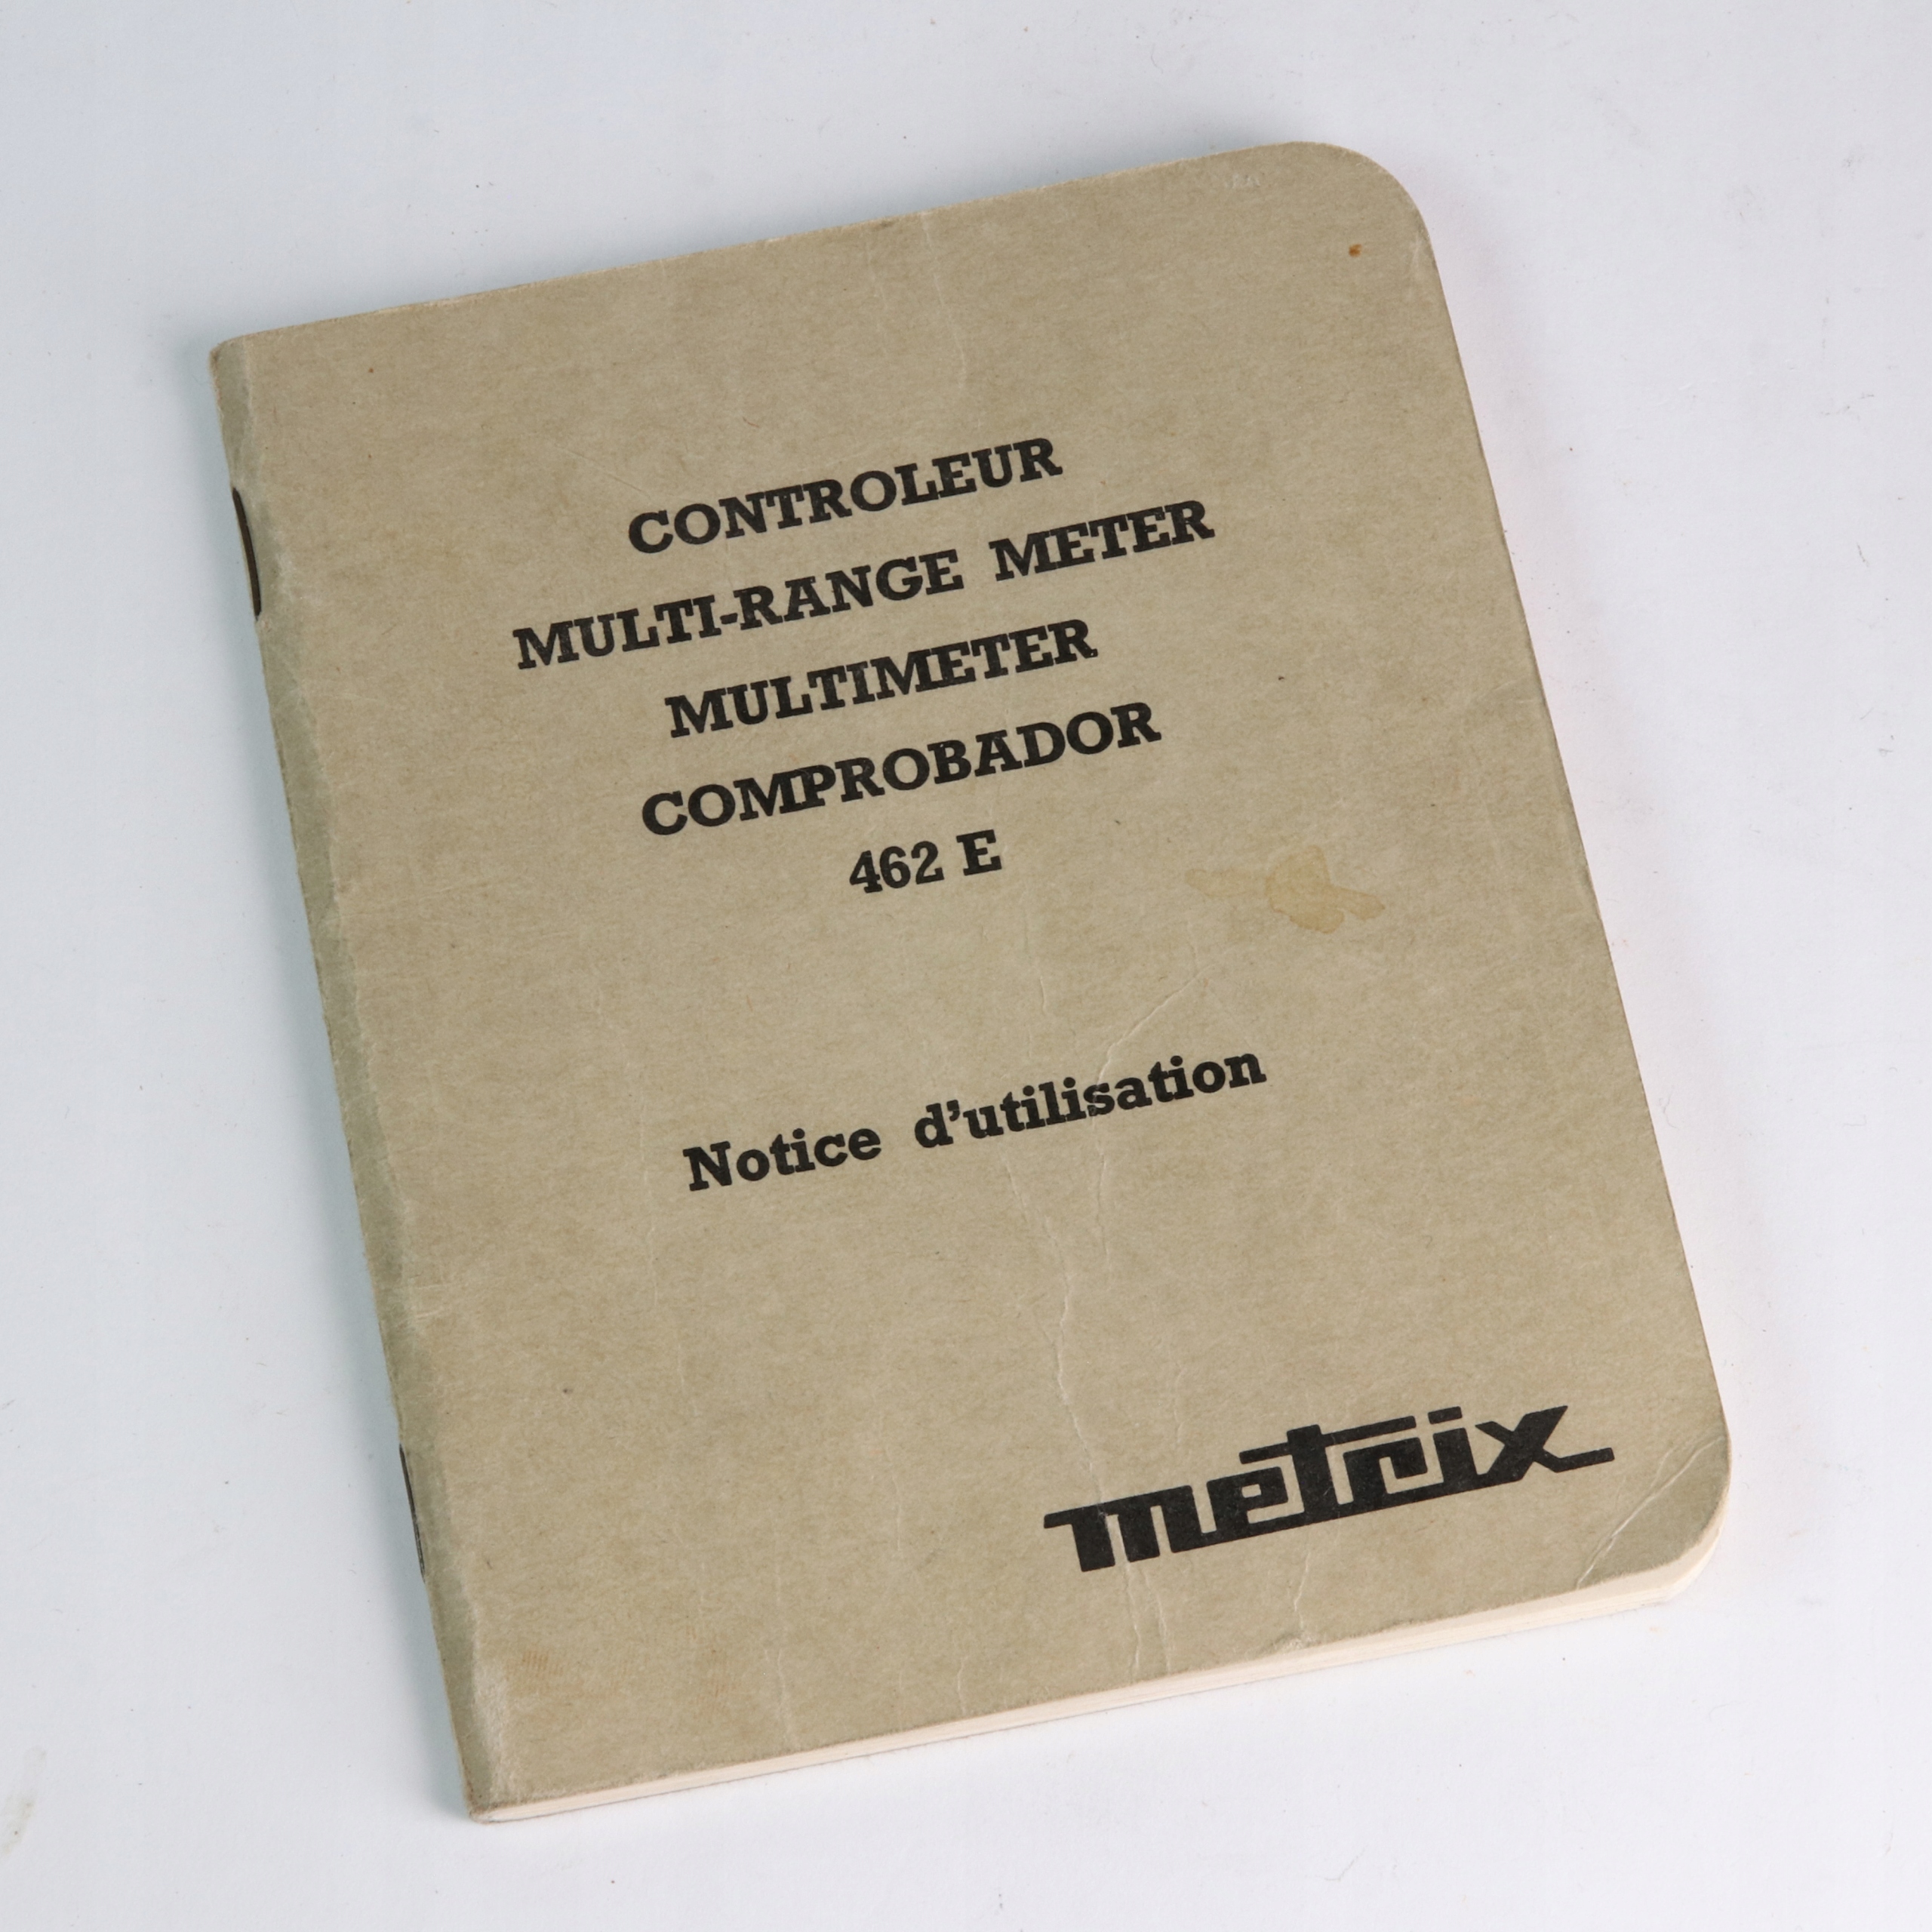 CONTROLEUR
MULTI-RANGE METER
MULTIMETER
COMPROBADOR
462 E
Notice d'utilisation
metrix